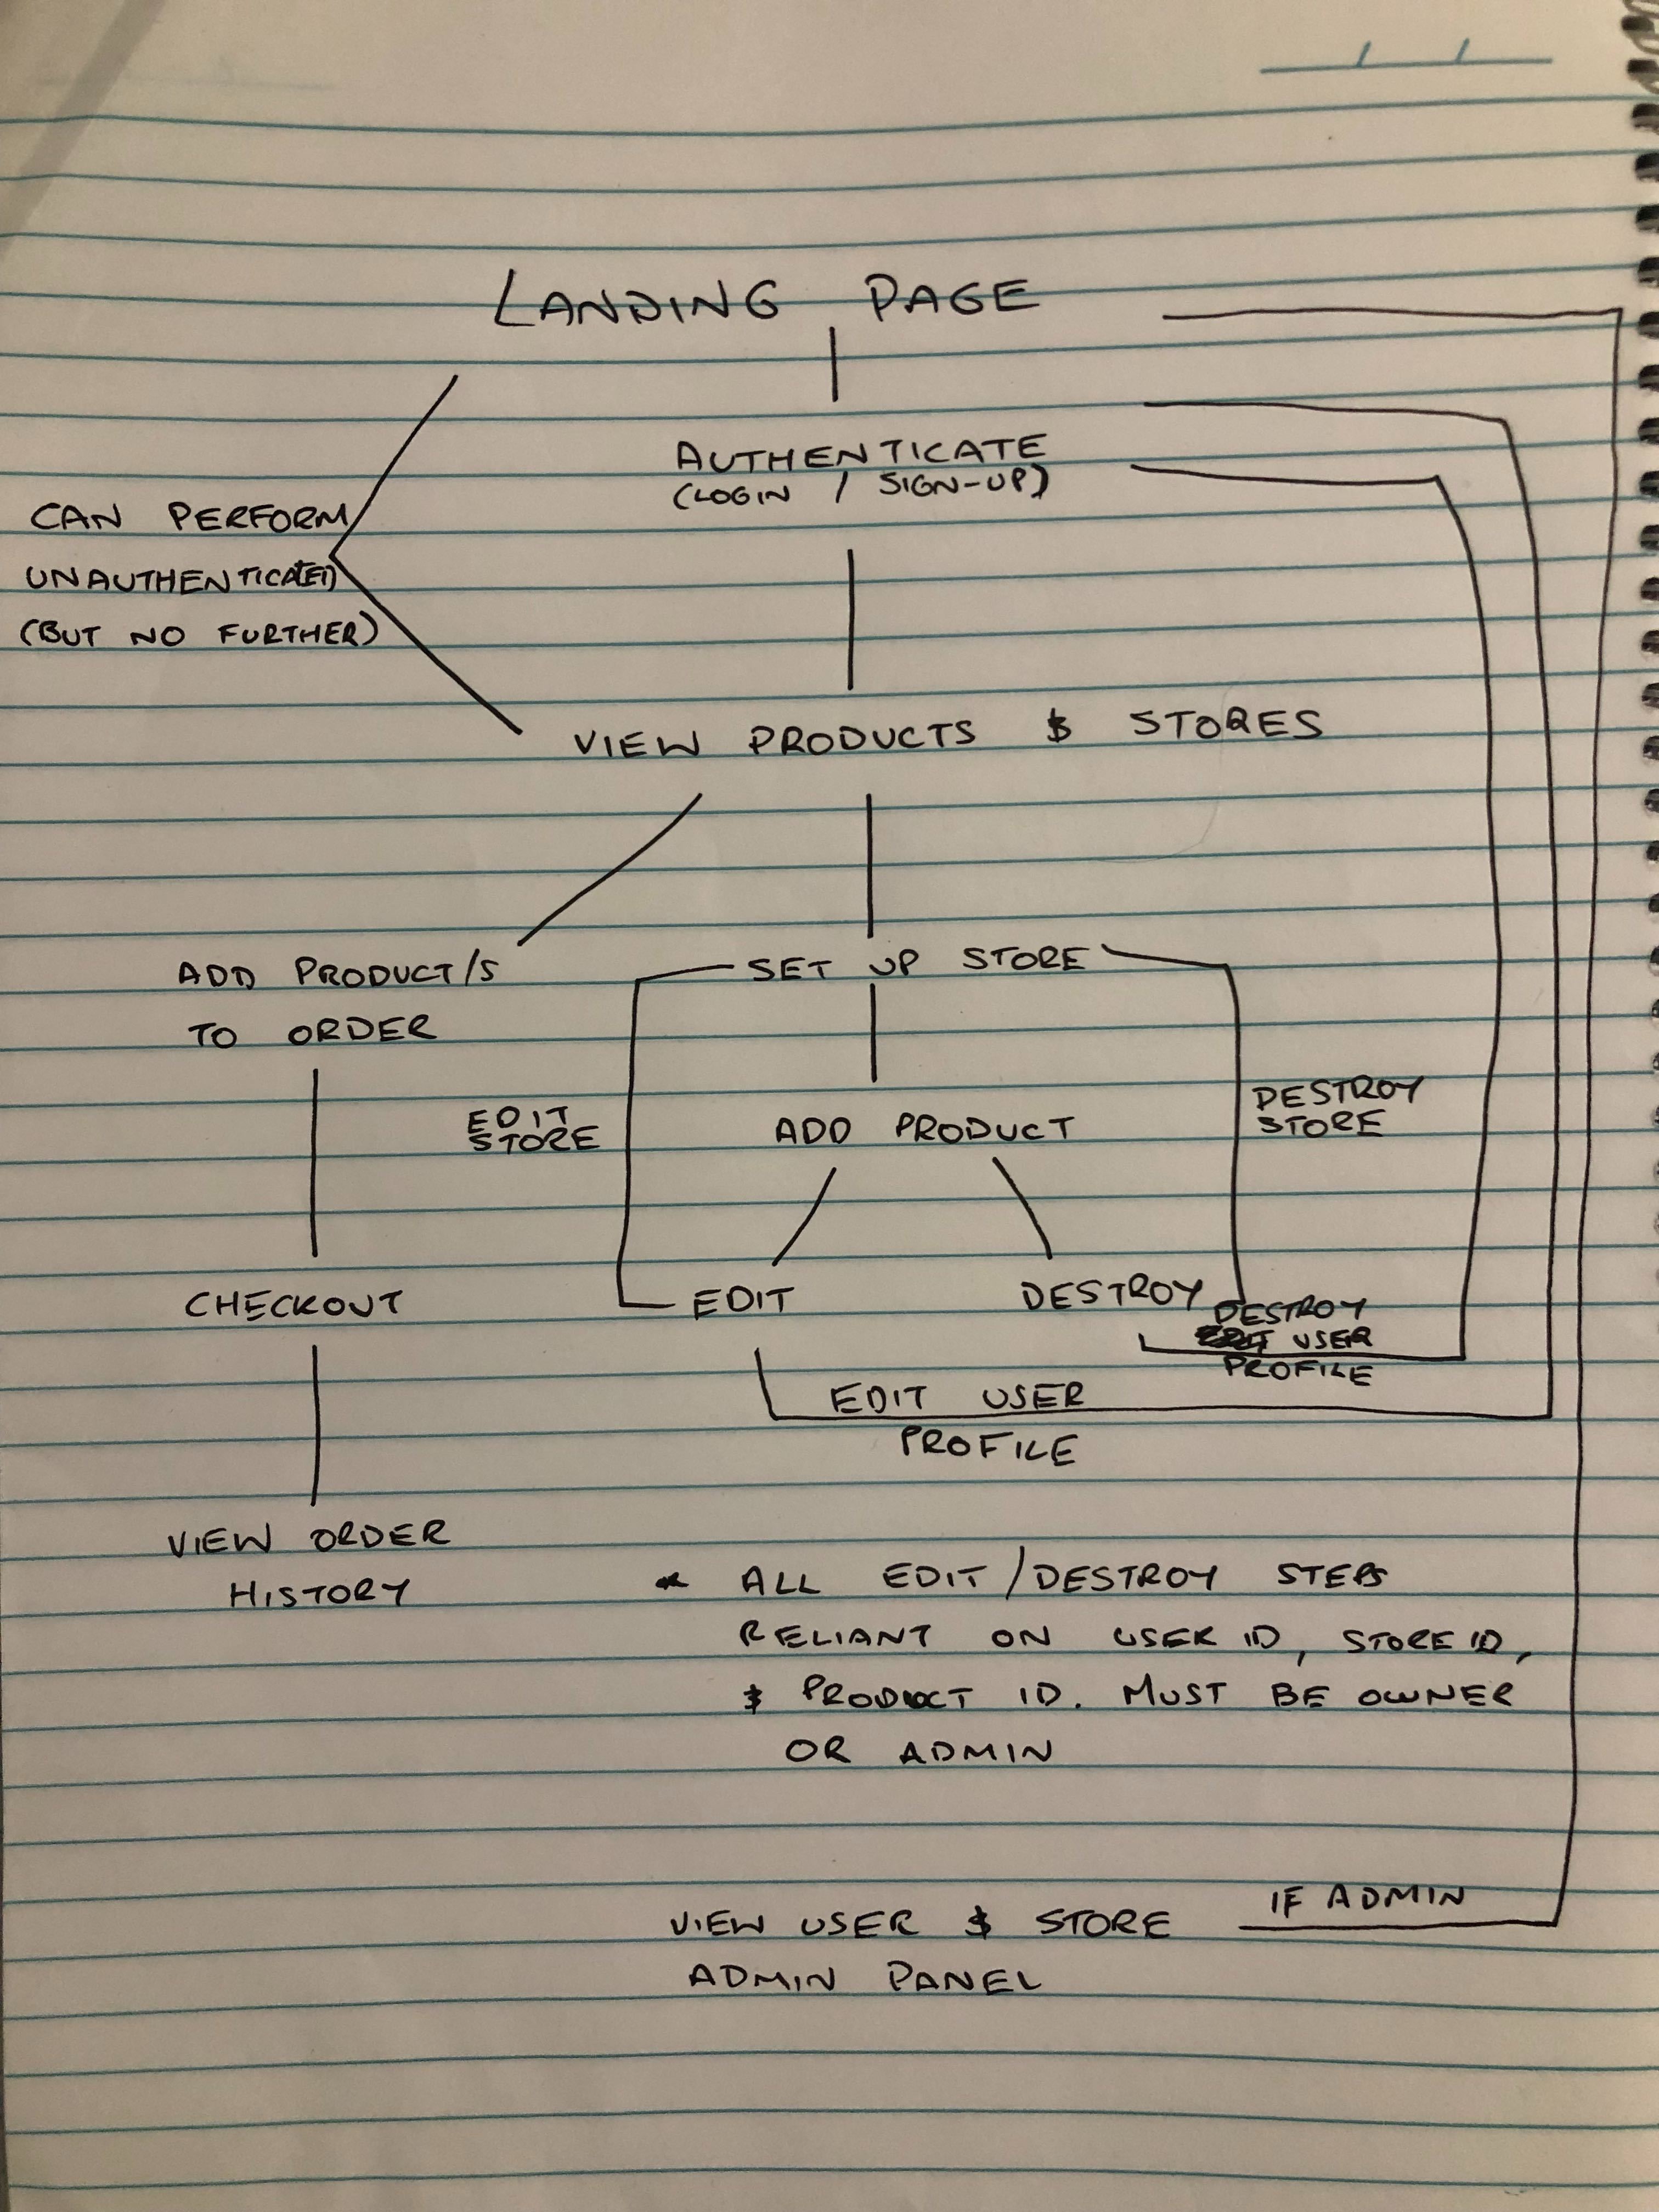 LANDING PAGE
AUTHENTICATE
(LOGIN / SIGN-UP)
CAN PERFORM
UNAUTHENTICATED
(BUT NO FURTHER)
VIEW PRODUCTS & STORES
ADD PRODUCT/S
TO ORDER
SET UP STORE
EDIT
STORE
ADD PRODUCT
DESTROY
STORE
CHECKOUT
EDIT
DESTROY
DESTROY
USER
PROFILE
EDIT USER
PROFILE
VIEW ORDER
HISTORY
* ALL EDIT/DESTROY STEPS
RELIANT ON USER ID, STORE ID,
& PRODUCT ID. MUST BE OWNER
OR ADMIN
IF ADMIN
VIEW USER & STORE
ADMIN PANEL